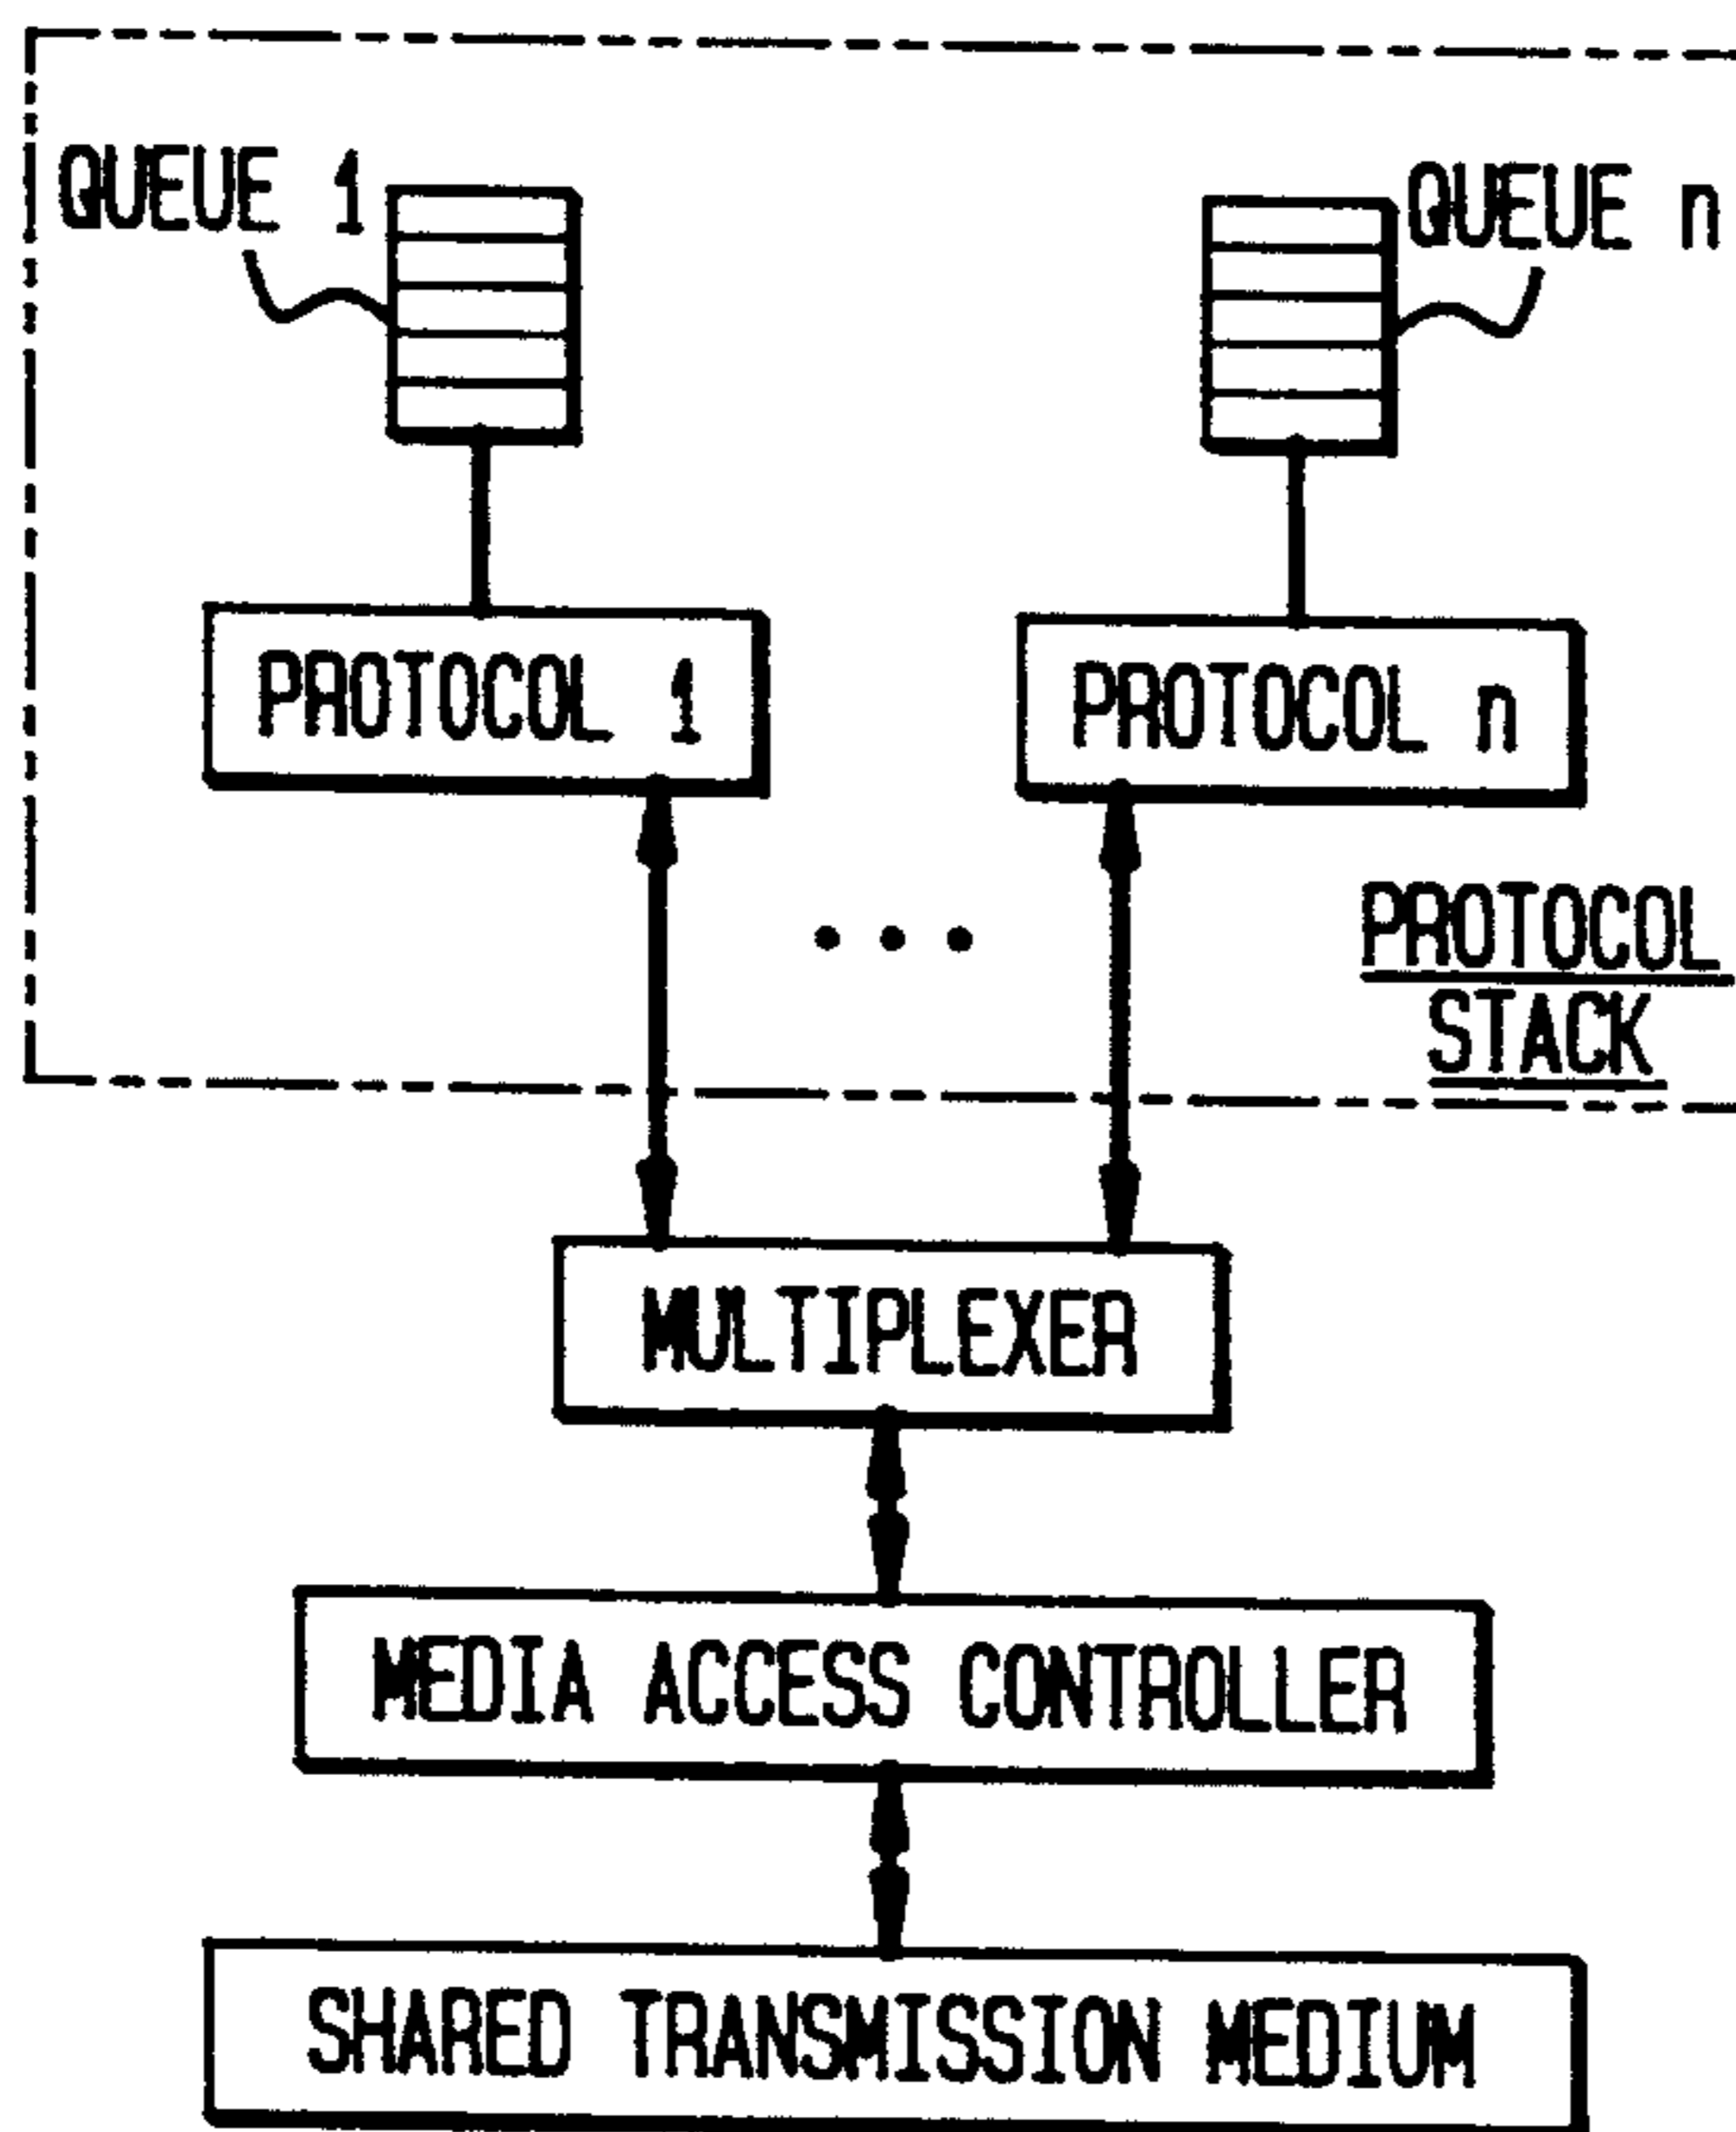 QUEUE 1
QUEUE n
PROTOCOL 1
PROTOCOL n
PROTOCOL
STACK
MULTIPLEXER
MEDIA ACCESS CONTROLLER
SHARED TRANSMISSION MEDIUM